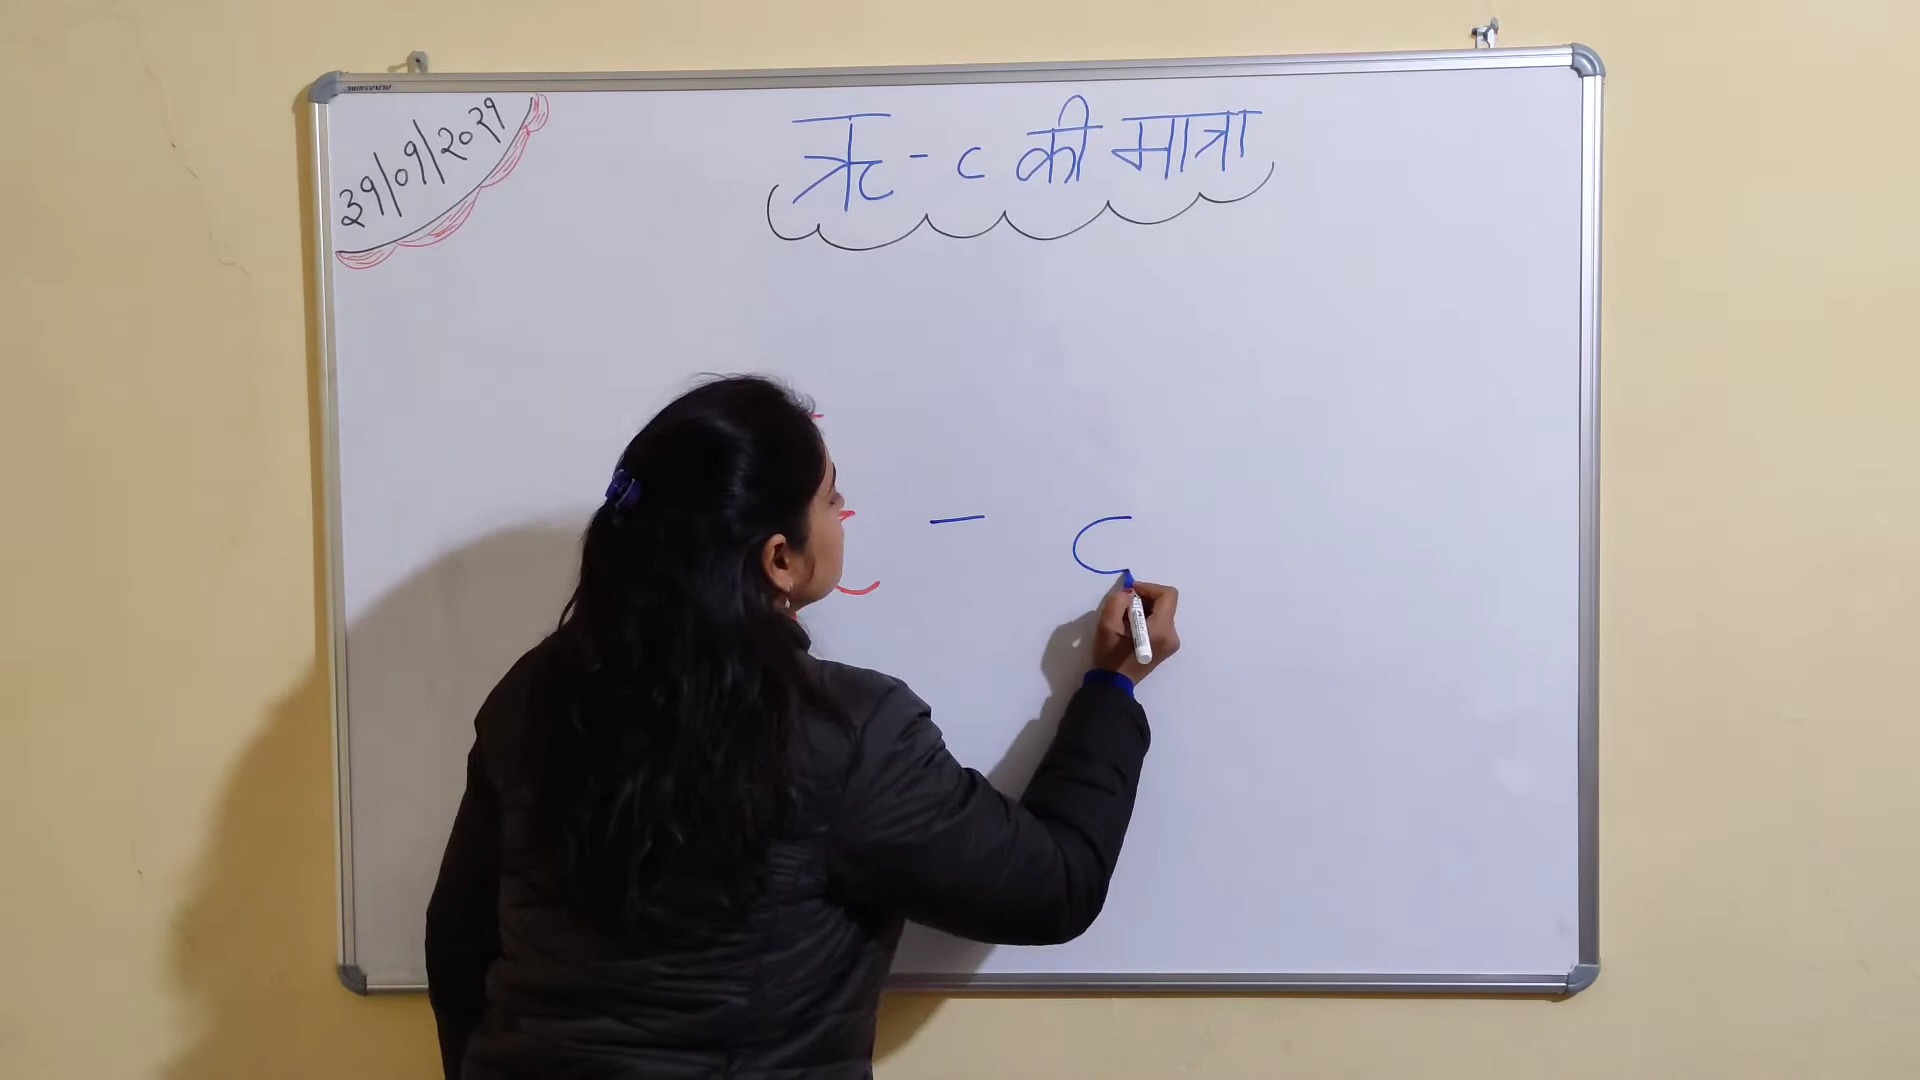 ३१/०१/२०२१
ऋ - ृ की मात्रा
- ृ